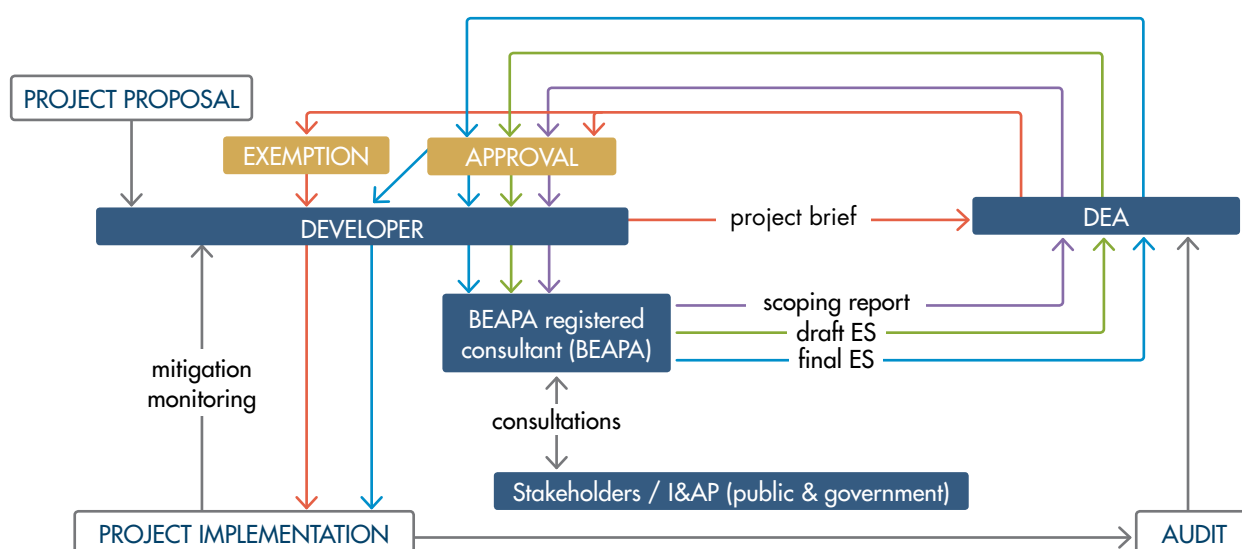 PROJECT PROPOSAL
EXEMPTION
APPROVAL
DEVELOPER
project brief
DEA
BEAPA registered
consultant (BEAPA)
scoping report
draft ES
final ES
mitigation
monitoring
consultations
Stakeholders / I&AP (public & government)
PROJECT IMPLEMENTATION
AUDIT